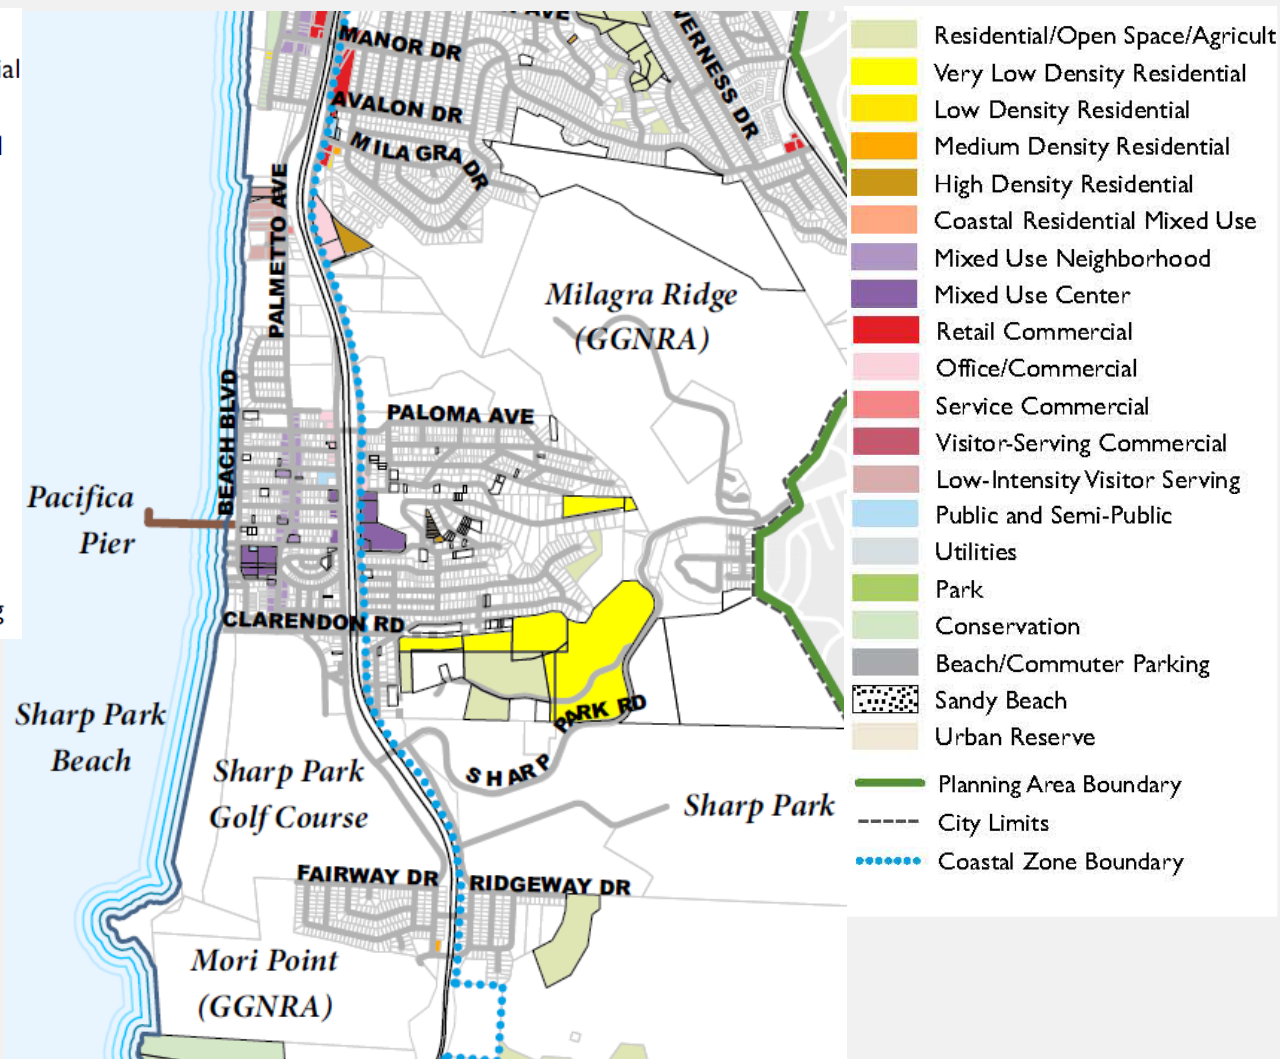 ial
l
g
AVE
MANOR DR
VERNESS DR
AVALON DR
MILAGRA DR
PALMETTO AVE
Milagra Ridge
(GGNRA)
BEACH BLVD
PALOMA AVE
Pacifica
Pier
CLARENDON RD
Sharp Park
Beach
SHARP PARK RD
Sharp Park
Golf Course
Sharp Park
FAIRWAY DR
RIDGEWAY DR
Mori Point
(GGNRA)
Residential/Open Space/Agricult
Very Low Density Residential
Low Density Residential
Medium Density Residential
High Density Residential
Coastal Residential Mixed Use
Mixed Use Neighborhood
Mixed Use Center
Retail Commercial
Office/Commercial
Service Commercial
Visitor-Serving Commercial
Low-Intensity Visitor Serving
Public and Semi-Public
Utilities
Park
Conservation
Beach/Commuter Parking
Sandy Beach
Urban Reserve
Planning Area Boundary
City Limits
Coastal Zone Boundary